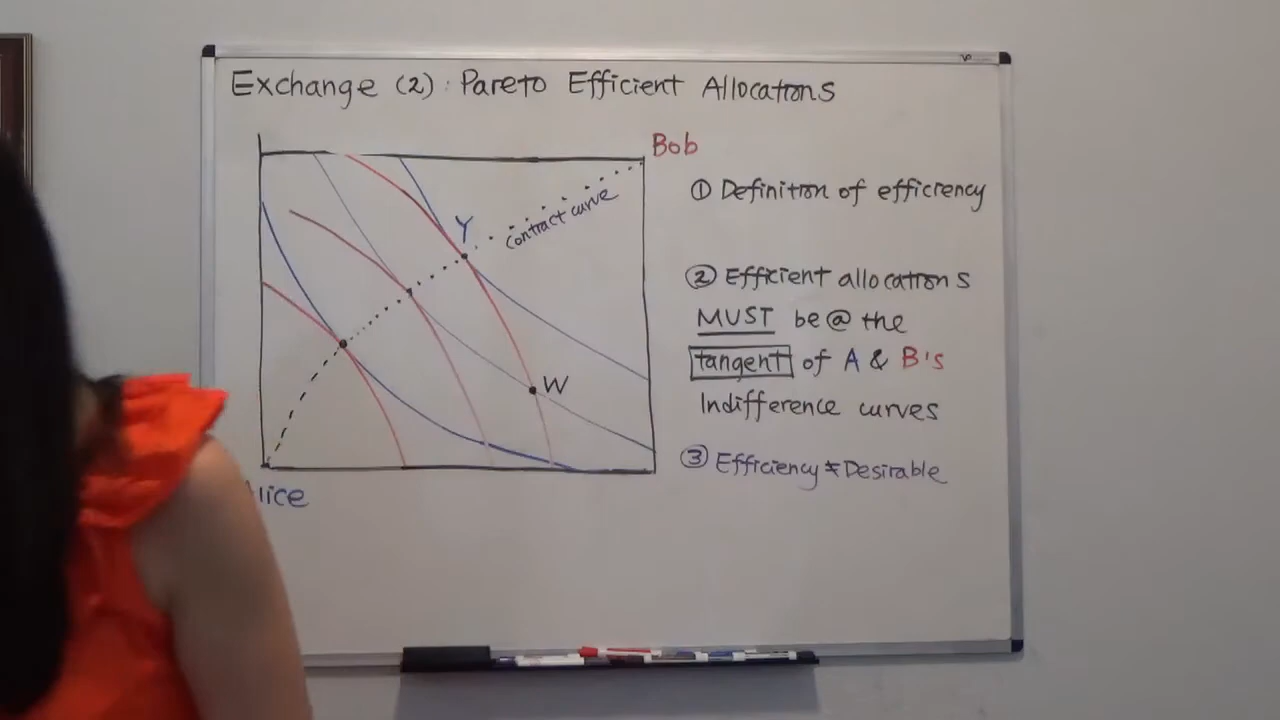 Exchange (2): Pareto Efficient Allocations
Bob
① Definition of efficiency
contract curve
Y
② Efficient allocations
MUST be @ the
tangent of A & B's
Indifference curves
W
③ Efficiency ≠ Desirable
lice